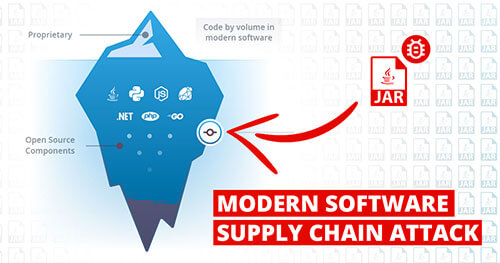 Proprietary
Code by volume in
modern software
JS
.NET
php
GO
Open Source
Components
JAR
MODERN SOFTWARE
SUPPLY CHAIN ATTACK